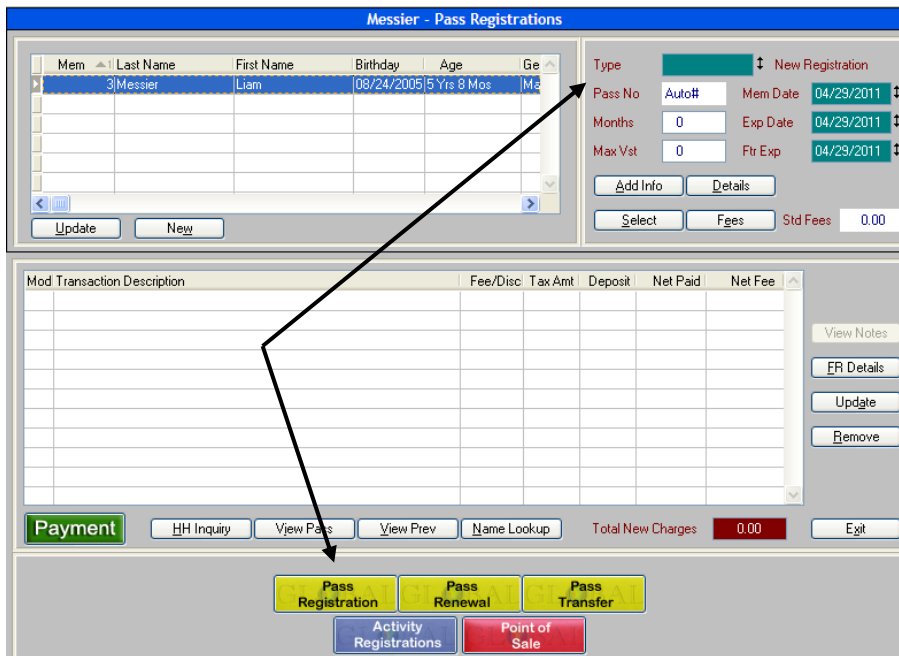 Messier - Pass Registrations
Mem 1 Last Name First Name Birthday Age Ge
3 Messier Liam 08/24/2005 5 Yrs 8 Mos Ma
Update New
Type New Registration
Pass No Auto# Mem Date 04/29/2011
Months 0 Exp Date 04/29/2011
Max Vst 0 Ftr Exp 04/29/2011
Add Info Details
Select Fees Std Fees 0.00
Mod Transaction Description Fee/Disc Tax Amt Deposit Net Paid Net Fee
View Notes
FR Details
Update
Remove
Payment HH Inquiry View Pass View Prev Name Lookup Total New Charges 0.00 Exit
Pass Registration
Pass Renewal
Pass Transfer
Activity Registrations
Point of Sale